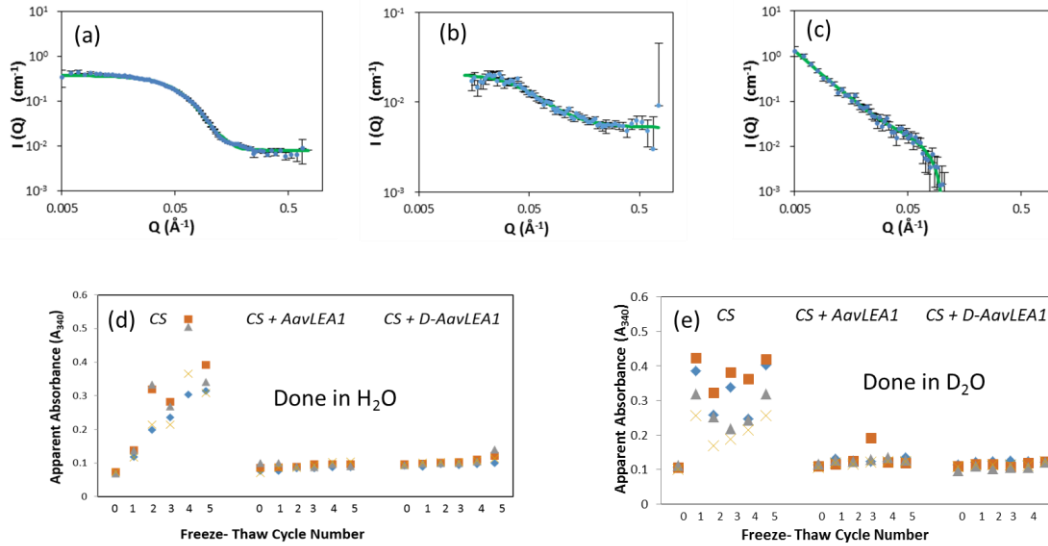 (a)
I (Q) (cm⁻¹)
10¹
10⁰
10⁻¹
10⁻²
10⁻³
0.005 0.05 0.5
Q (Å⁻¹)
(b)
I (Q) (cm⁻¹)
10⁻¹
10⁻²
10⁻³
0.005 0.05 0.5
Q (Å⁻¹)
(c)
I (Q) (cm⁻¹)
10¹
10⁰
10⁻¹
10⁻²
10⁻³
0.005 0.05 0.5
Q (Å⁻¹)
(d)
CS CS + AavLEA1 CS + D-AavLEA1
Done in H₂O
Apparent Absorbance (A₃₄₀)
0.6
0.5
0.4
0.3
0.2
0.1
0
0 1 2 3 4 5 0 1 2 3 4 5 0 1 2 3 4 5
Freeze- Thaw Cycle Number
(e)
CS CS + AavLEA1 CS + D-AavLEA1
Done in D₂O
Apparent Absorbance (A₃₄₀)
0.6
0.5
0.4
0.3
0.2
0.1
0
0 1 2 3 4 5 0 1 2 3 4 5 0 1 2 3 4 5
Freeze- Thaw Cycle Number